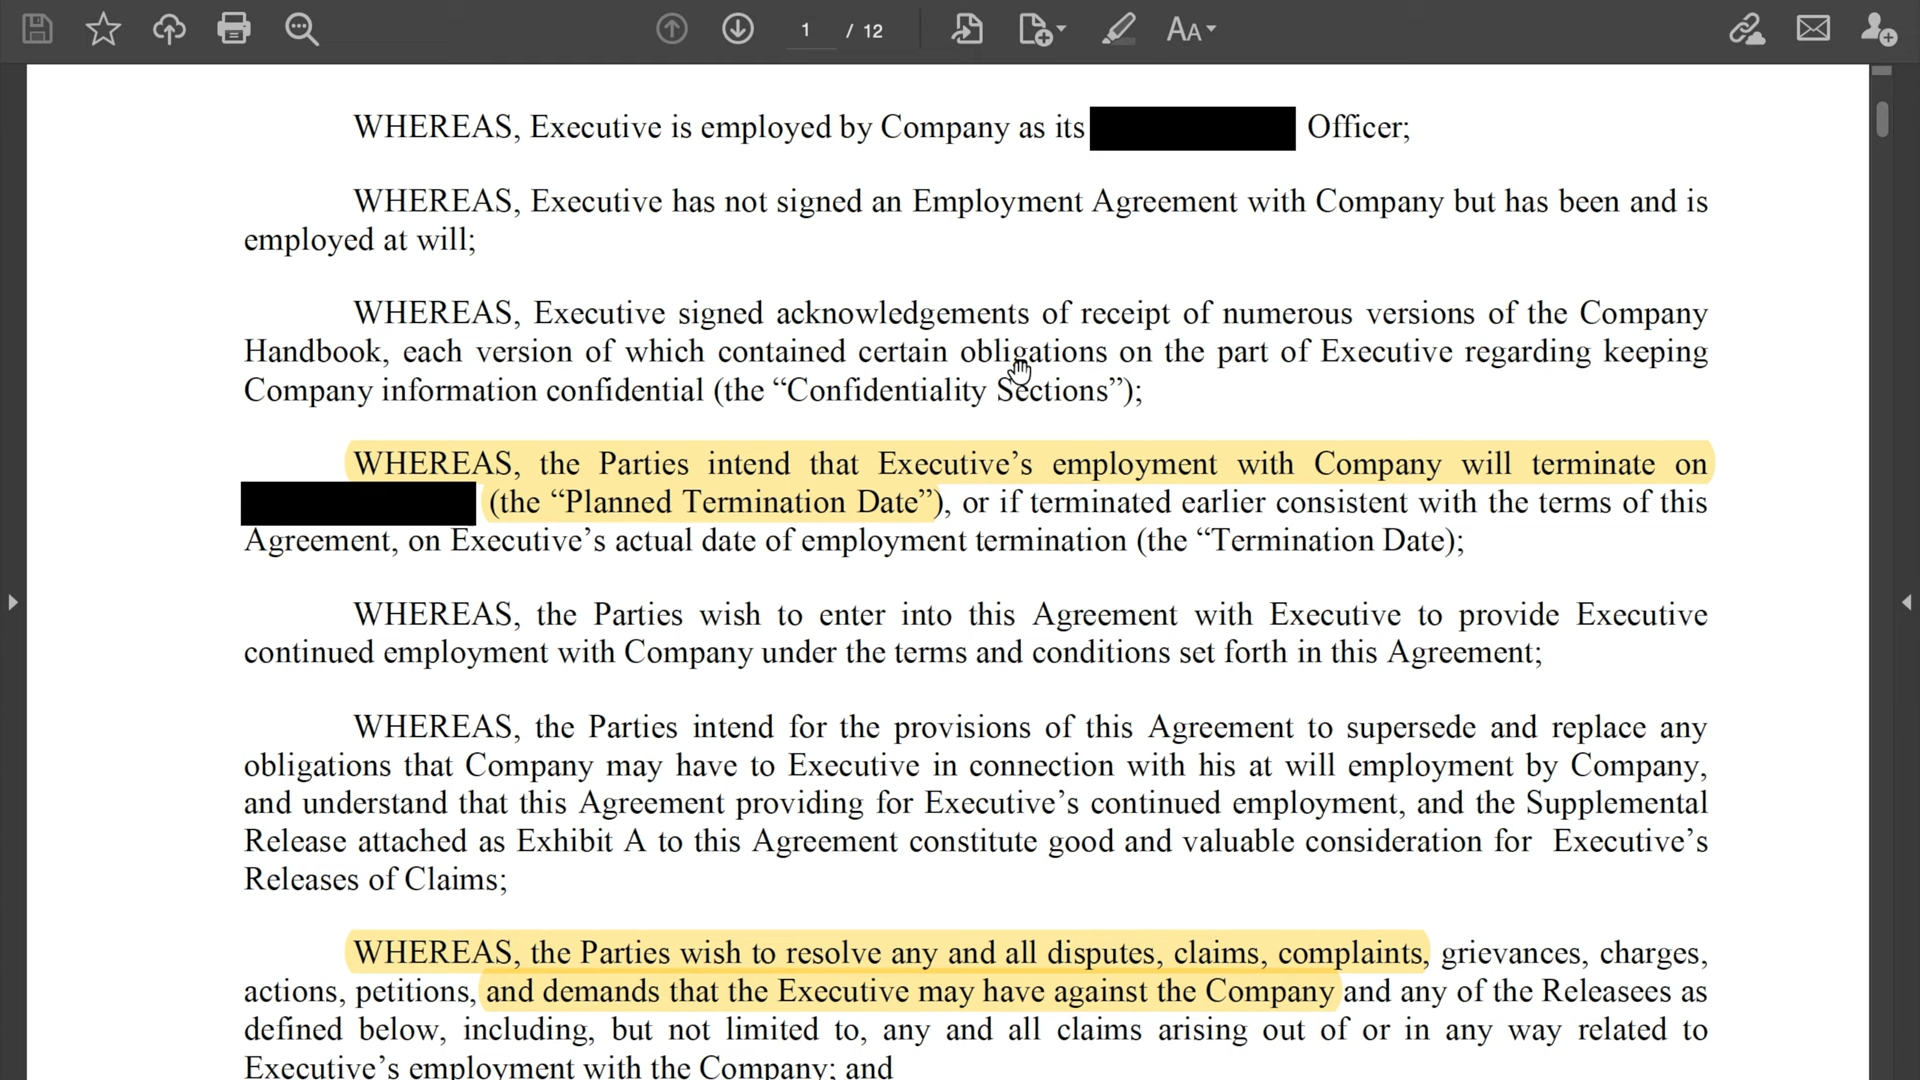 1 / 12
WHEREAS, Executive is employed by Company as its Officer;
WHEREAS, Executive has not signed an Employment Agreement with Company but has been and is
employed at will;
WHEREAS, Executive signed acknowledgements of receipt of numerous versions of the Company
Handbook, each version of which contained certain obligations on the part of Executive regarding keeping
Company information confidential (the “Confidentiality Sections”);
WHEREAS, the Parties intend that Executive’s employment with Company will terminate on
(the “Planned Termination Date”), or if terminated earlier consistent with the terms of this
Agreement, on Executive’s actual date of employment termination (the “Termination Date);
WHEREAS, the Parties wish to enter into this Agreement with Executive to provide Executive
continued employment with Company under the terms and conditions set forth in this Agreement;
WHEREAS, the Parties intend for the provisions of this Agreement to supersede and replace any
obligations that Company may have to Executive in connection with his at will employment by Company,
and understand that this Agreement providing for Executive’s continued employment, and the Supplemental
Release attached as Exhibit A to this Agreement constitute good and valuable consideration for Executive’s
Releases of Claims;
WHEREAS, the Parties wish to resolve any and all disputes, claims, complaints, grievances, charges,
actions, petitions, and demands that the Executive may have against the Company and any of the Releasees as
defined below, including, but not limited to, any and all claims arising out of or in any way related to
Executive’s employment with the Company; and